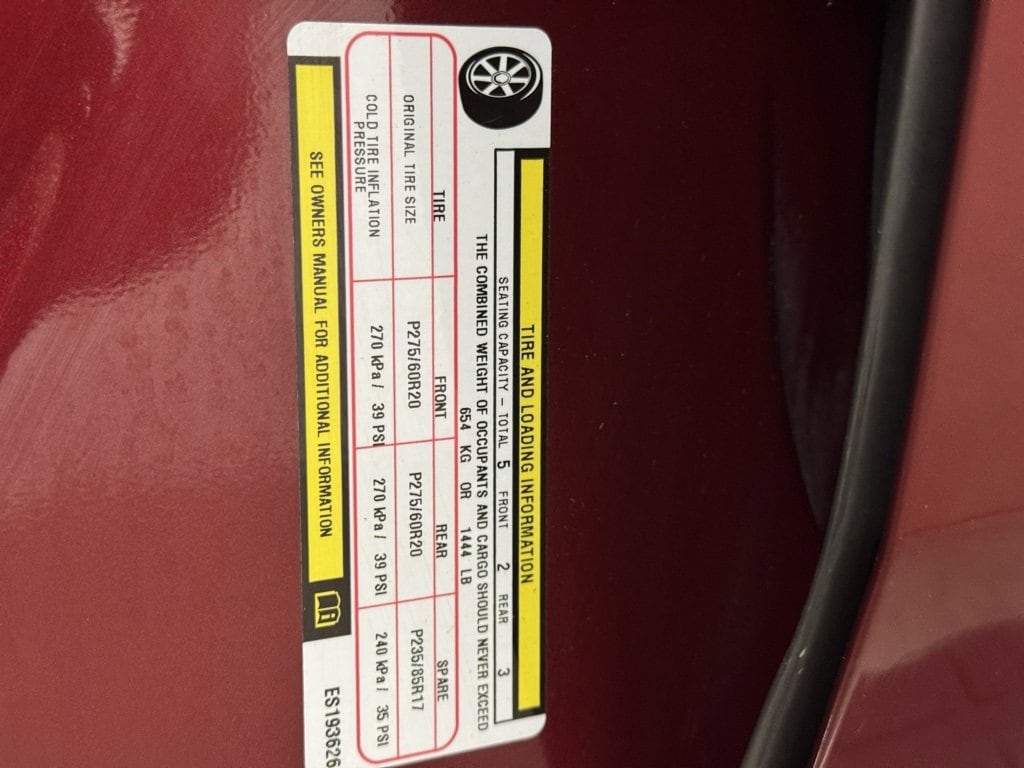 TIRE AND LOADING INFORMATION
SEATING CAPACITY – TOTAL 5 FRONT 2 REAR 3
THE COMBINED WEIGHT OF OCCUPANTS AND CARGO SHOULD NEVER EXCEED
654 KG OR 1444 LB
TIRE FRONT REAR SPARE
ORIGINAL TIRE SIZE P275/60R20 P275/60R20 P235/85R17
COLD TIRE INFLATION PRESSURE 270 kPa / 39 PSI 270 kPa / 39 PSI 240 kPa / 35 PSI
SEE OWNERS MANUAL FOR ADDITIONAL INFORMATION
ES193626